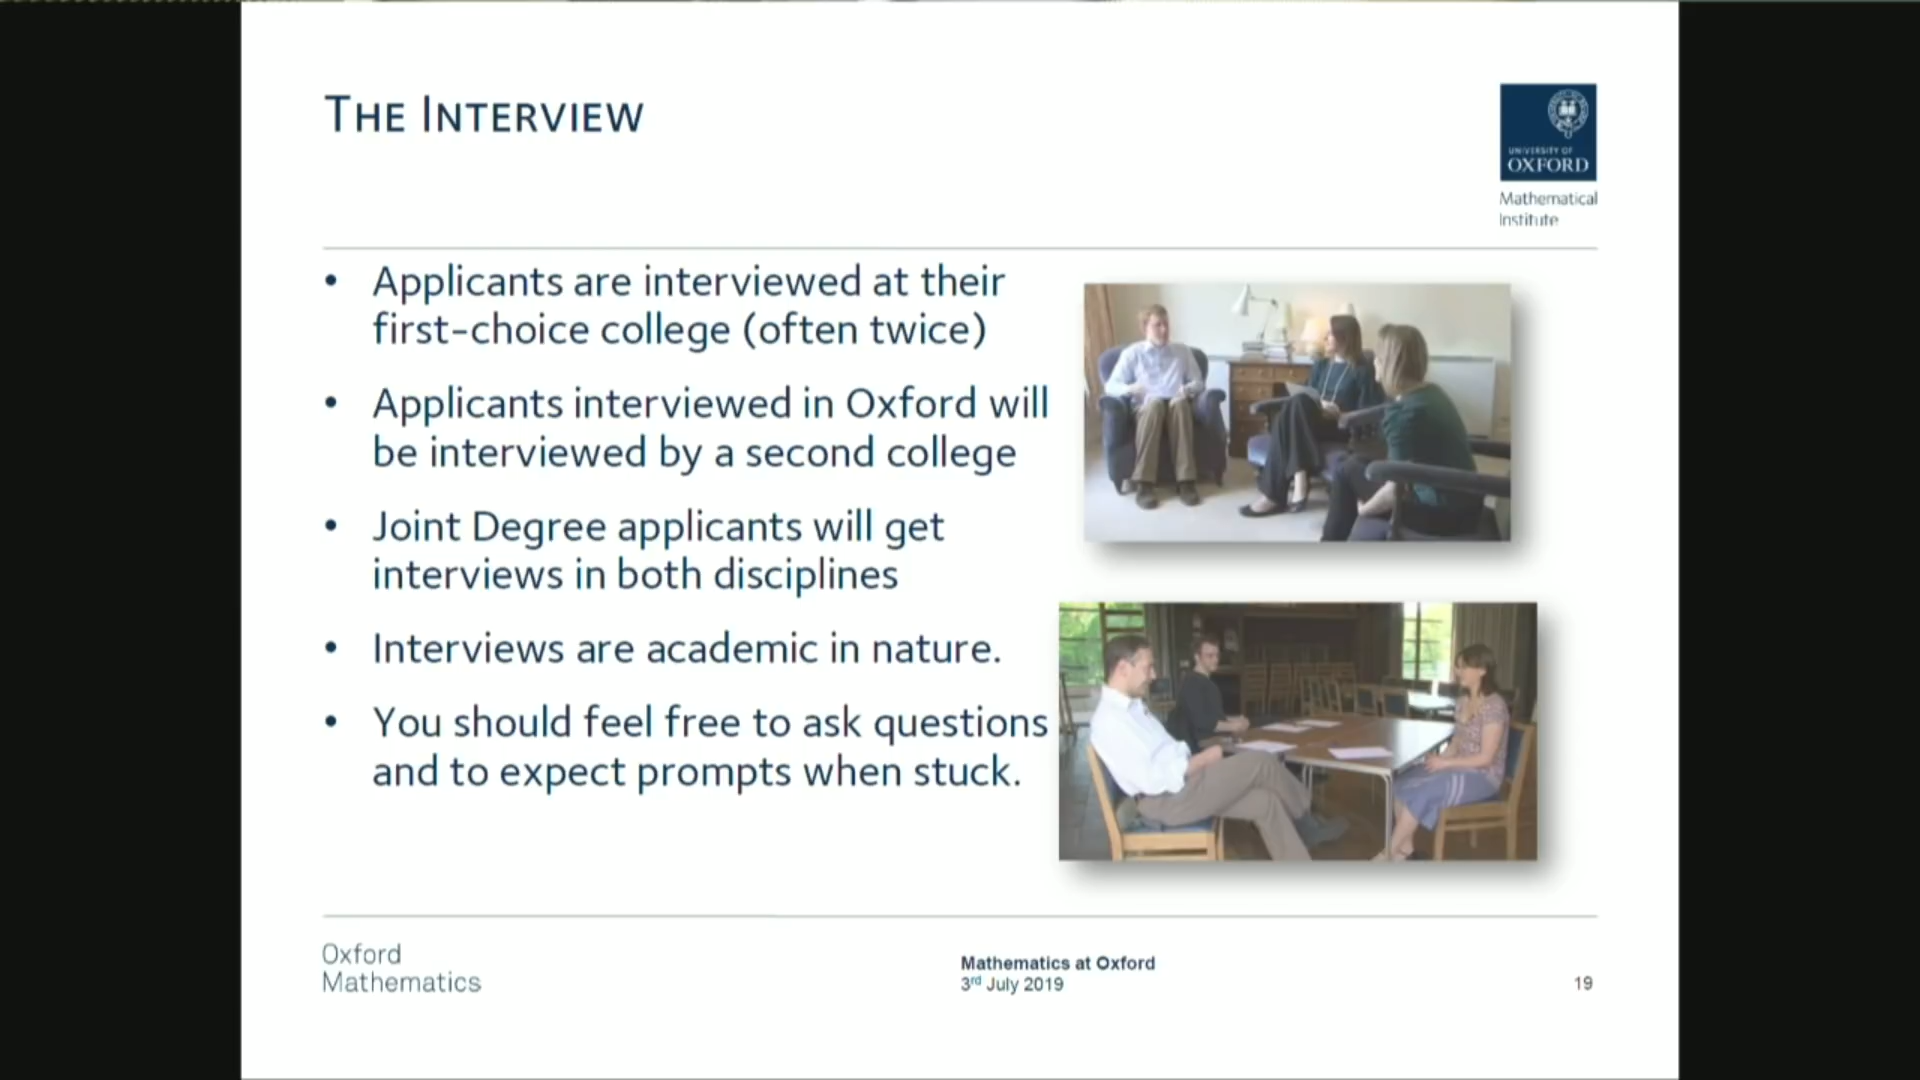 THE INTERVIEW
UNIVERSITY OF
OXFORD
Mathematical
Institute
• Applicants are interviewed at their
first-choice college (often twice)
• Applicants interviewed in Oxford will
be interviewed by a second college
• Joint Degree applicants will get
interviews in both disciplines
• Interviews are academic in nature.
• You should feel free to ask questions
and to expect prompts when stuck.
Oxford
Mathematics
Mathematics at Oxford
3rd July 2019
19